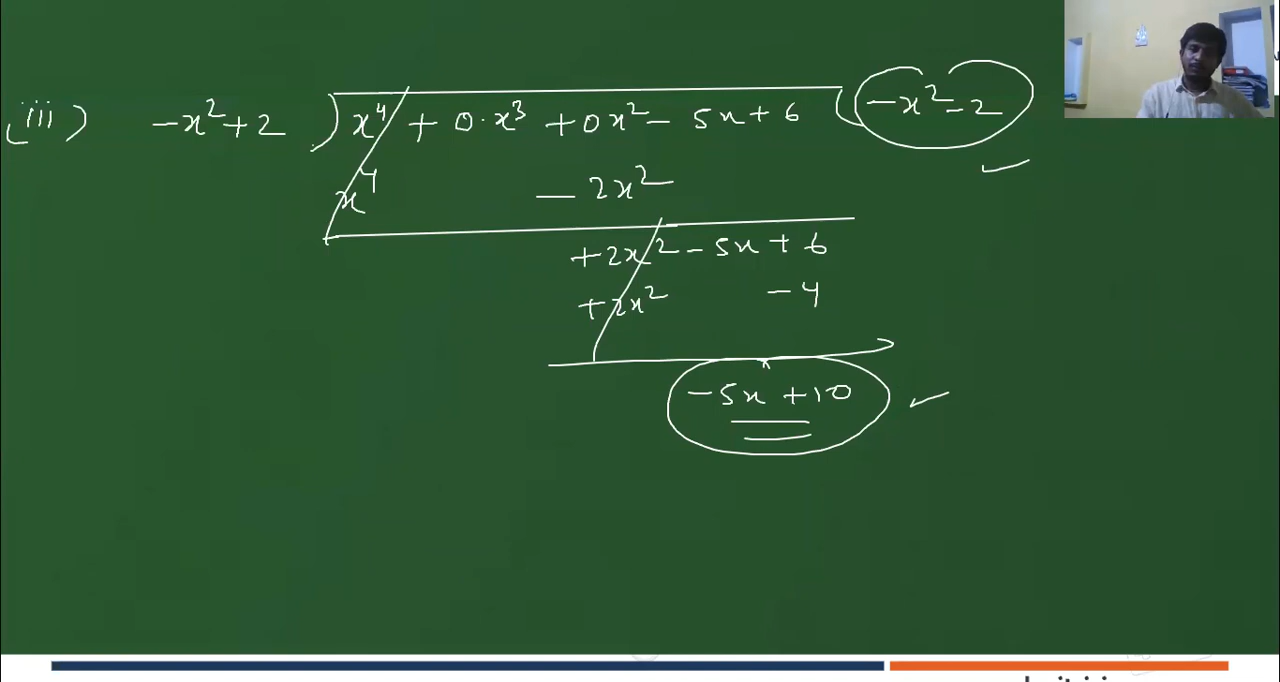 (iii) -x²+2 ) x⁴ + 0·x³ + 0x² - 5x + 6 ( -x² - 2
x⁴ - 2x²
+2x² - 5x + 6
+2x² - 4
-5x + 10